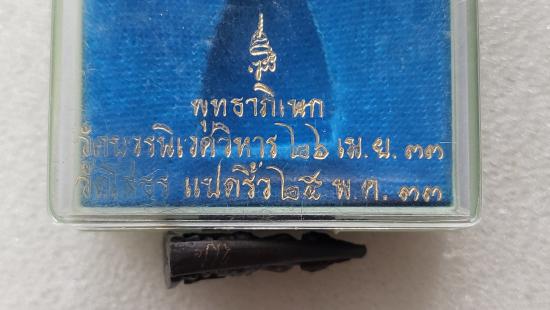 พุทธาภิเษก
วัดบวรนิเวศวิหาร ๒๖ เม.ย. ๓๓
วัดโสธร แปดริ้ว ๒๕ พ.ค. ๓๓